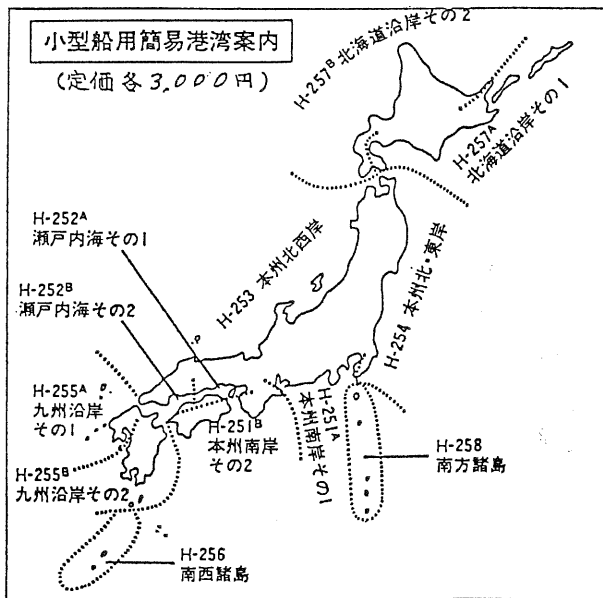 小型船用簡易港湾案内
(定価各3,000円)
H-257ᴮ 北海道沿岸その2
H-257ᴬ
北海道沿岸その1
H-252ᴬ
瀬戸内海その1
H-253 本州北西岸
H-254 本州北・東岸
H-252ᴮ
瀬戸内海その2
H-255ᴬ
九州沿岸
その1
H-251ᴮ
本州南岸
その2
H-251ᴬ
本州南岸その1
H-258
南方諸島
H-255ᴮ
九州沿岸その2
H-256
南西諸島